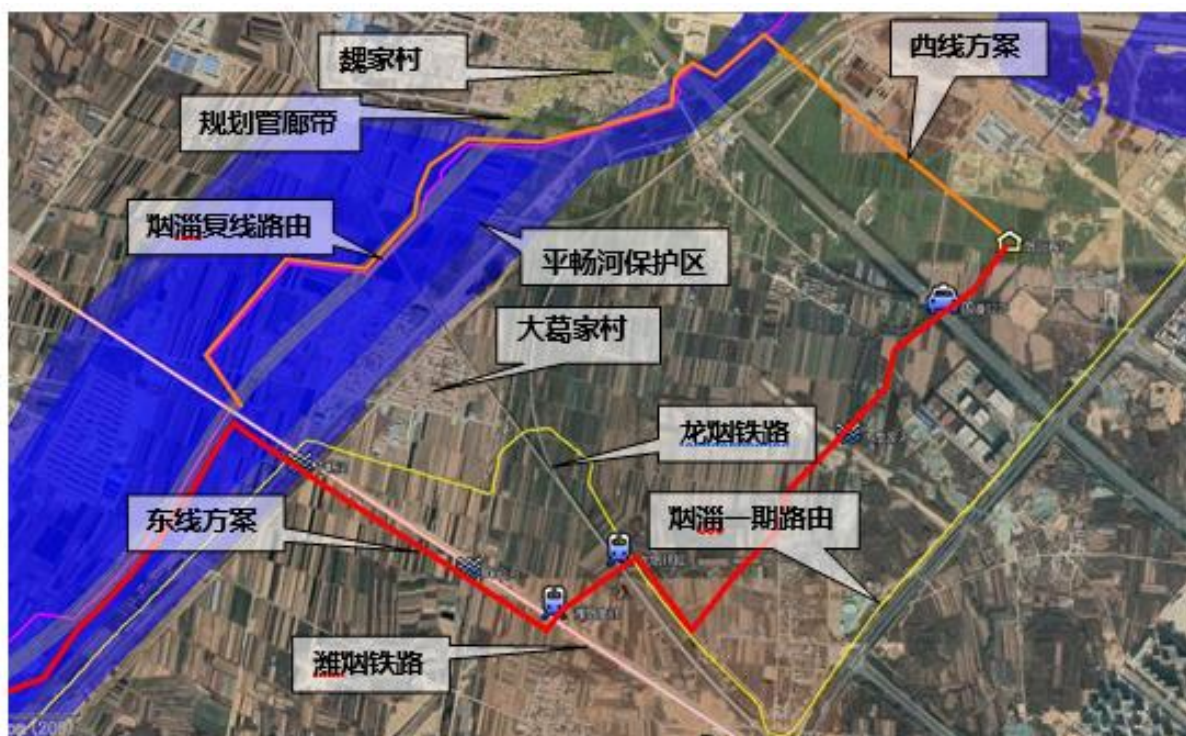 魏家村
西线方案
规划管廊带
烟淄复线路由
平畅河保护区
大葛家村
龙烟铁路
烟淄一期路由
东线方案
潍烟铁路